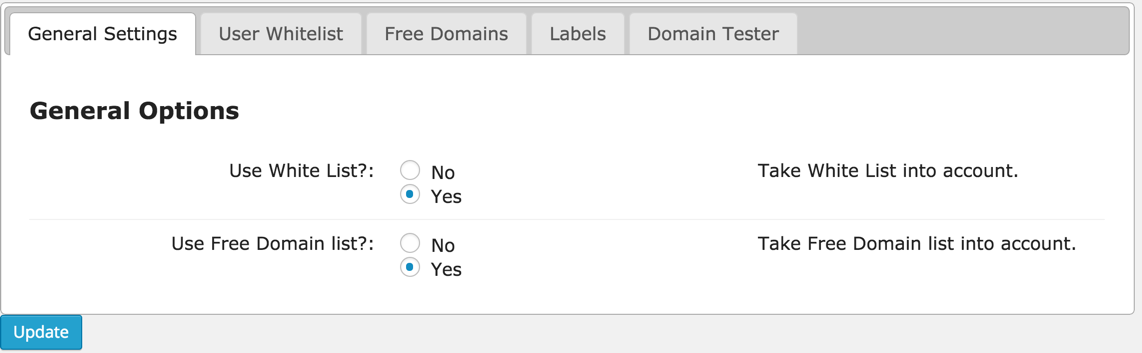 General Settings User Whitelist Free Domains Labels Domain Tester
General Options
Use White List?: No Take White List into account.
Yes
Use Free Domain list?: No Take Free Domain list into account.
Yes
Update